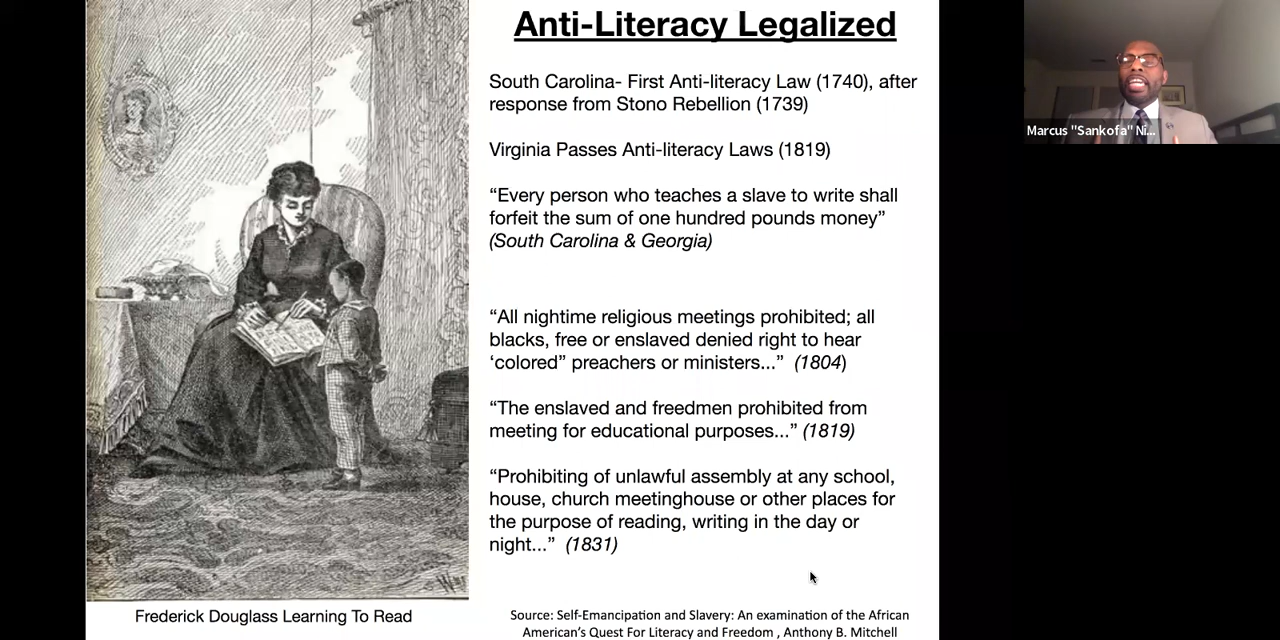 Anti-Literacy Legalized
South Carolina- First Anti-literacy Law (1740), after
response from Stono Rebellion (1739)
Virginia Passes Anti-literacy Laws (1819)
“Every person who teaches a slave to write shall
forfeit the sum of one hundred pounds money”
(South Carolina & Georgia)
“All nightime religious meetings prohibited; all
blacks, free or enslaved denied right to hear
‘colored” preachers or ministers...” (1804)
“The enslaved and freedmen prohibited from
meeting for educational purposes...” (1819)
“Prohibiting of unlawful assembly at any school,
house, church meetinghouse or other places for
the purpose of reading, writing in the day or
night...” (1831)
Frederick Douglass Learning To Read
Source: Self-Emancipation and Slavery: An examination of the African
American’s Quest For Literacy and Freedom , Anthony B. Mitchell
Marcus "Sankofa" Ni...